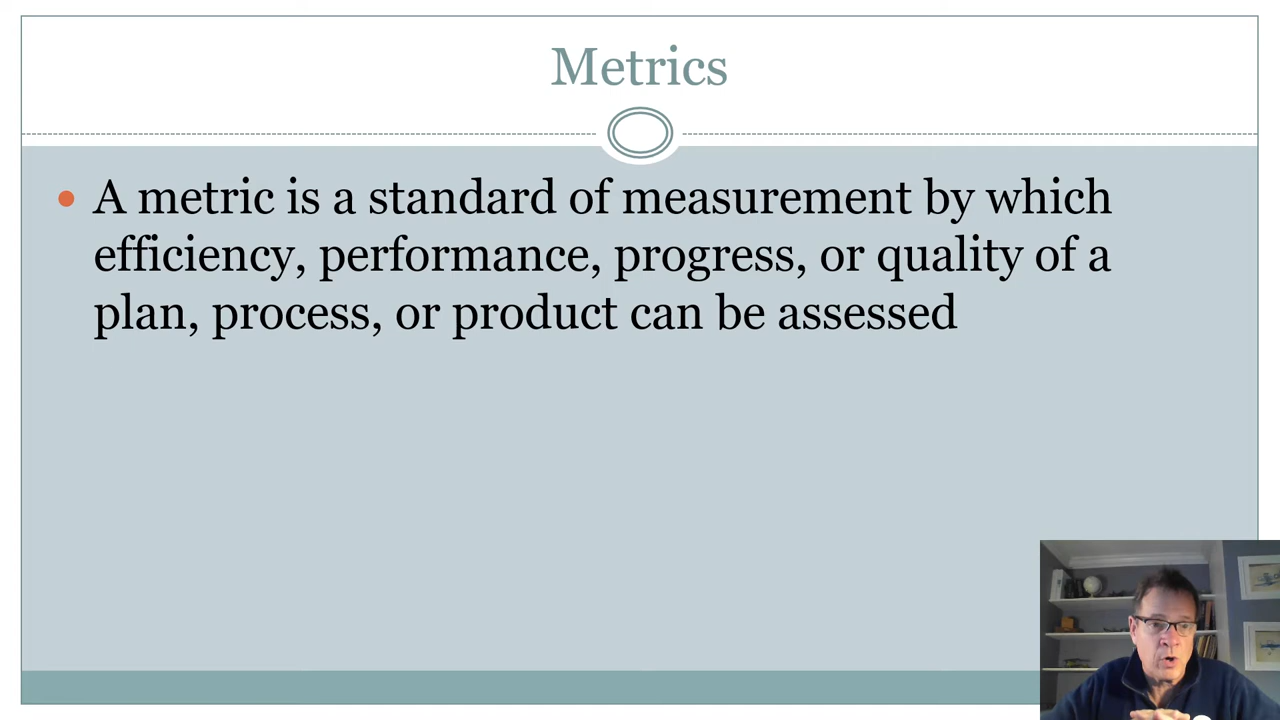 Metrics
• A metric is a standard of measurement by which
efficiency, performance, progress, or quality of a
plan, process, or product can be assessed